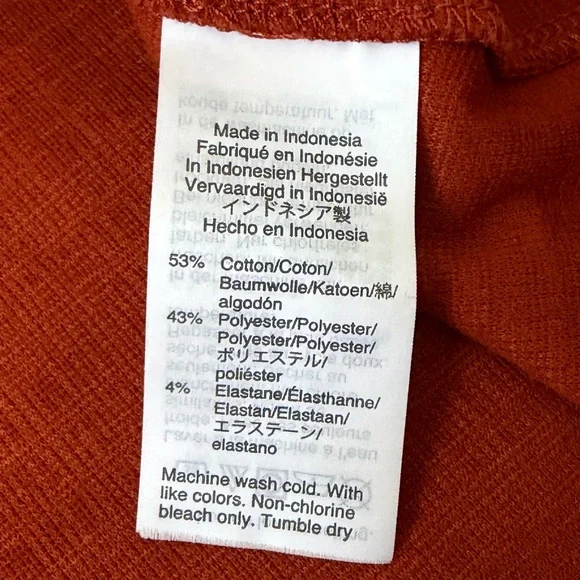 Made in Indonesia
Fabriqué en Indonésie
In Indonesien Hergestellt
Vervaardigd in Indonesië
インドネシア製
Hecho en Indonesia
53% Cotton/Coton/
Baumwolle/Katoen/綿/
algodón
43% Polyester/Polyester/
Polyester/Polyester/
ポリエステル/
poliéster
4% Elastane/Élasthanne/
Elastan/Elastaan/
エラステーン/
elastano
Machine wash cold. With
like colors. Non-chlorine
bleach only. Tumble dry